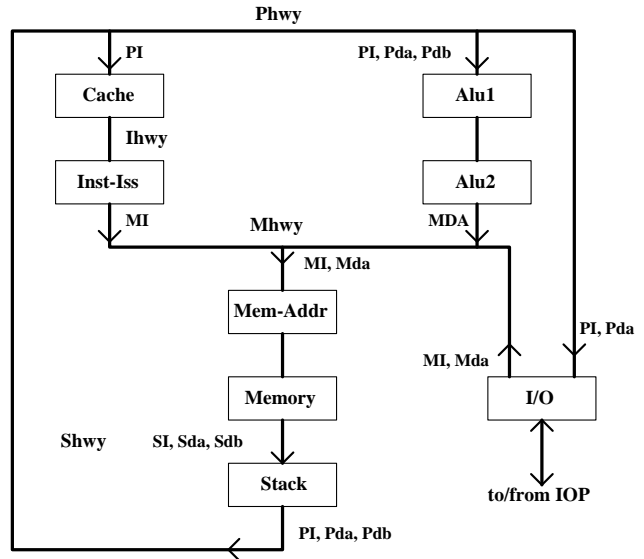 Phwy
PI
PI, Pda, Pdb
Cache
Alu1
Ihwy
Inst-Iss
Alu2
MI
Mhwy
MDA
MI, Mda
Mem-Addr
PI, Pda
MI, Mda
Memory
I/O
Shwy
SI, Sda, Sdb
Stack
to/from IOP
PI, Pda, Pdb